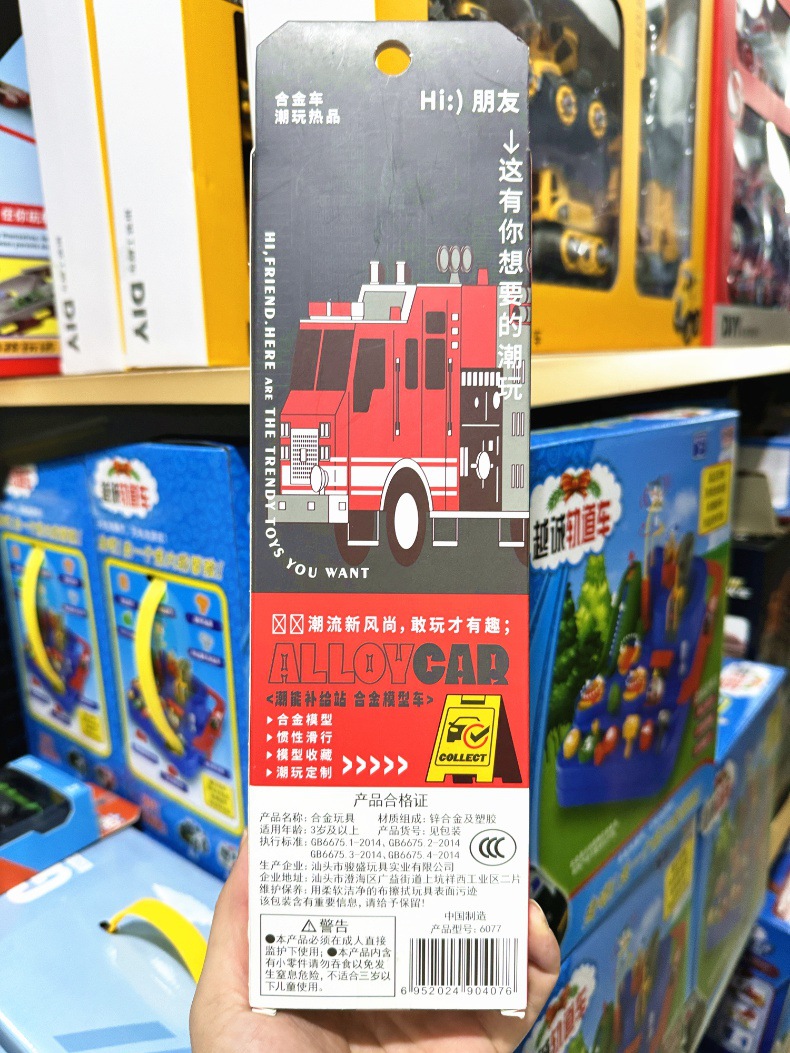 合金车
潮玩热品
Hi:) 朋友
↓这有你想要的潮玩
HI,FRIEND.HERE ARE THE TRENDY TOYS YOU WANT
潮流新风尚,敢玩才有趣;
ALLOYCAR
<潮能补给站 合金模型车>
合金模型
惯性滑行
模型收藏
潮玩定制 >>>>>
COLLECT
产品合格证
产品名称: 合金玩具 材质组成: 锌合金及塑胶
适用年龄: 3岁及以上 产品货号: 见包装
执行标准: GB6675.1-2014、GB6675.2-2014
GB6675.3-2014、GB6675.4-2014
CCC
生产企业: 汕头市骏盛玩具实业有限公司
企业地址: 汕头市澄海区广益街道上坑祥西工业区二片
维护保养: 用柔软洁净的布擦拭玩具表面污迹
该包装含有重要信息, 请给予保留!
警告
●本产品必须在成人直接
监护下使用; ●本产品内含
有小零件请勿吞食以免发
生窒息危险, 不适合三岁以
下儿童使用。
中国制造
产品型号: 6077
6 952024 904076
DIY
DIY
DIY
越诚轨道车
越诚轨道车